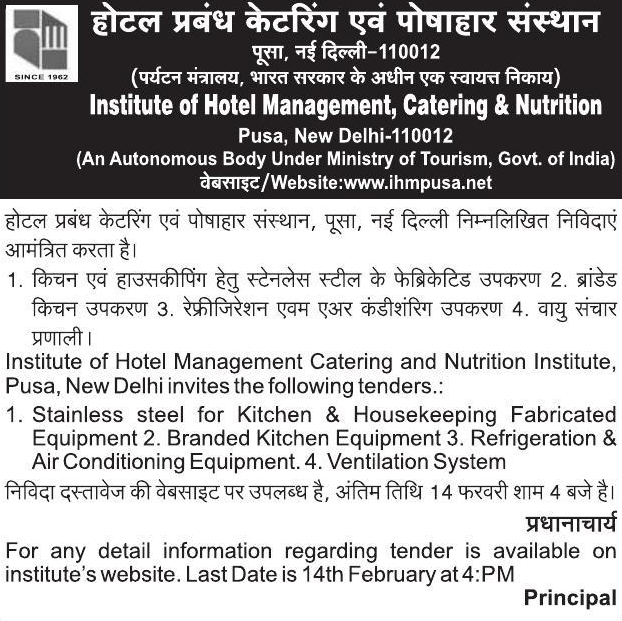 होटल प्रबंध केटरिंग एवं पोषाहार संस्थान
SINCE 1962
पूसा, नई दिल्ली-110012
(पर्यटन मंत्रालय, भारत सरकार के अधीन एक स्वायत्त निकाय)
Institute of Hotel Management, Catering & Nutrition
Pusa, New Delhi-110012
(An Autonomous Body Under Ministry of Tourism, Govt. of India)
वेबसाइट/Website:www.ihmpusa.net
होटल प्रबंध केटरिंग एवं पोषाहार संस्थान, पूसा, नई दिल्ली निम्नलिखित निविदाएं
आमंत्रित करता है।
1. किचन एवं हाउसकीपिंग हेतु स्टेनलेस स्टील के फेब्रिकेटिड उपकरण 2. ब्रांडेड
किचन उपकरण 3. रेफ्रीजिरेशन एवम एअर कंडीशंरिग उपकरण 4. वायु संचार
प्रणाली।
Institute of Hotel Management Catering and Nutrition Institute,
Pusa, New Delhi invites the following tenders.:
1. Stainless steel for Kitchen & Housekeeping Fabricated
Equipment 2. Branded Kitchen Equipment 3. Refrigeration &
Air Conditioning Equipment. 4. Ventilation System
निविदा दस्तावेज की वेबसाइट पर उपलब्ध है, अंतिम तिथि 14 फरवरी शाम 4 बजे है।
प्रधानाचार्य
For any detail information regarding tender is available on
institute's website. Last Date is 14th February at 4:PM
Principal